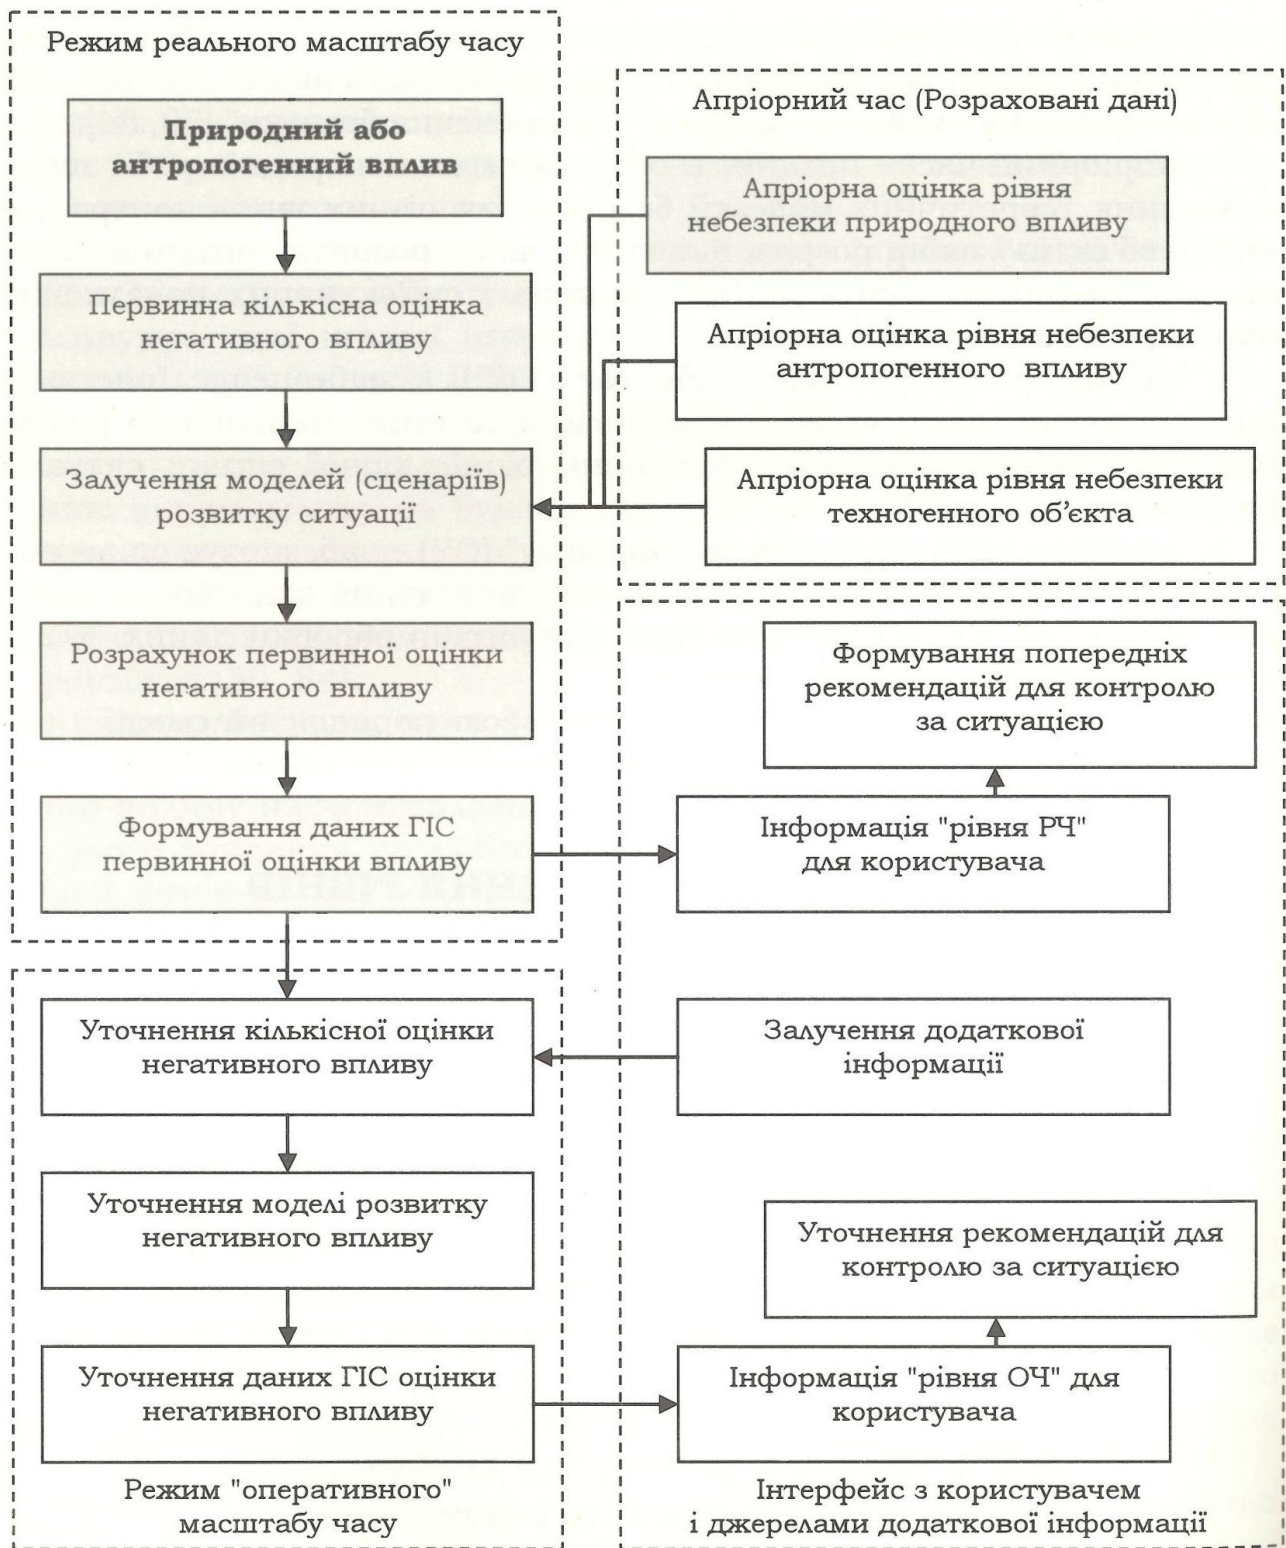 Режим реального масштабу часу
Природний або
антропогенний вплив
Первинна кількісна оцінка
негативного впливу
Залучення моделей (сценаріїв)
розвитку ситуації
Розрахунок первинної оцінки
негативного впливу
Формування даних ГІС
первинної оцінки впливу
Апріорний час (Розраховані дані)
Апріорна оцінка рівня
небезпеки природного впливу
Апріорна оцінка рівня небезпеки
антропогенного впливу
Апріорна оцінка рівня небезпеки
техногенного об'єкта
Формування попередніх
рекомендацій для контролю
за ситуацією
Інформація "рівня РЧ"
для користувача
Уточнення кількісної оцінки
негативного впливу
Уточнення моделі розвитку
негативного впливу
Уточнення даних ГІС оцінки
негативного впливу
Режим "оперативного"
масштабу часу
Залучення додаткової
інформації
Уточнення рекомендацій для
контролю за ситуацією
Інформація "рівня ОЧ" для
користувача
Інтерфейс з користувачем
і джерелами додаткової інформації